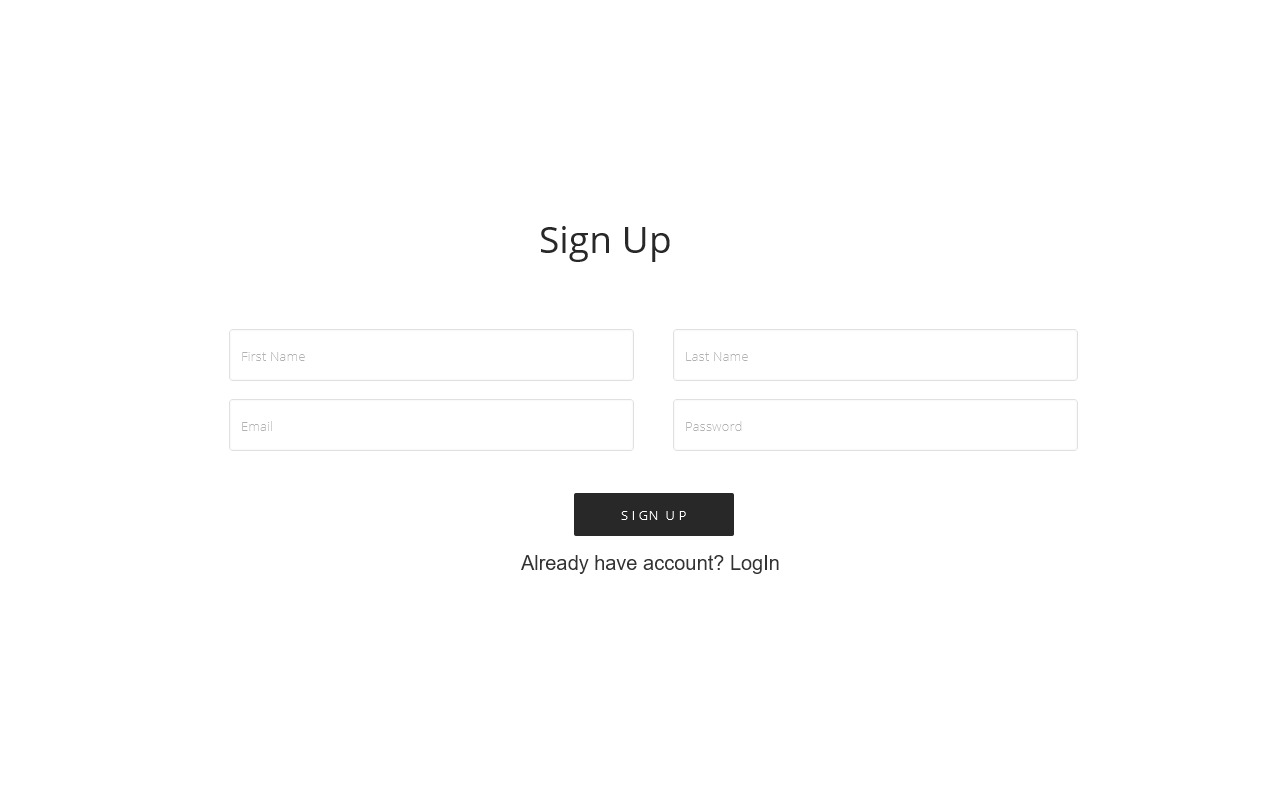 Sign Up
First Name
Last Name
Email
Password
SIGN UP
Already have account? LogIn